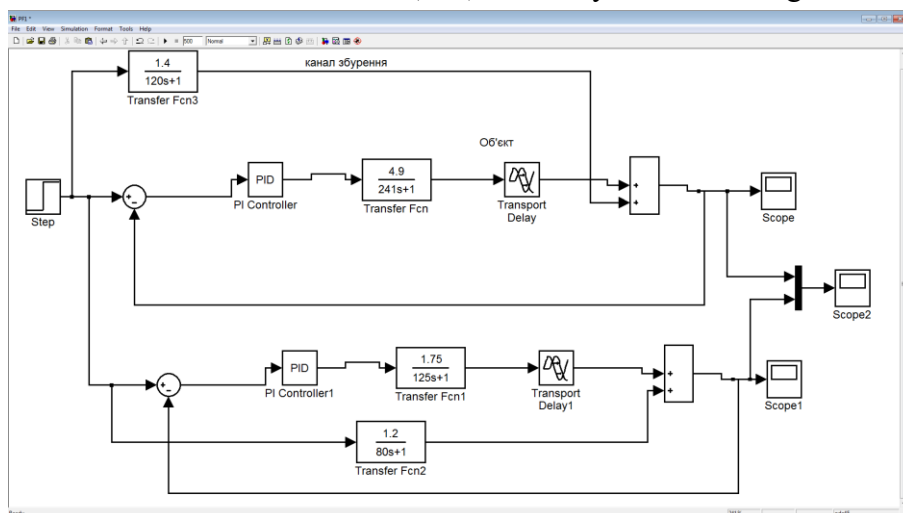 PF1 *
File Edit View Simulation Format Tools Help
500 Normal
1.4
120s+1
Transfer Fcn3
канал збурення
Об'єкт
PID
PI Controller
4.9
241s+1
Transfer Fcn
Transport
Delay
+
+
Step
+
-
Scope
Scope2
PID
PI Controller1
1.75
125s+1
Transfer Fcn1
Transport
Delay1
+
+
+
-
Scope1
1.2
80s+1
Transfer Fcn2